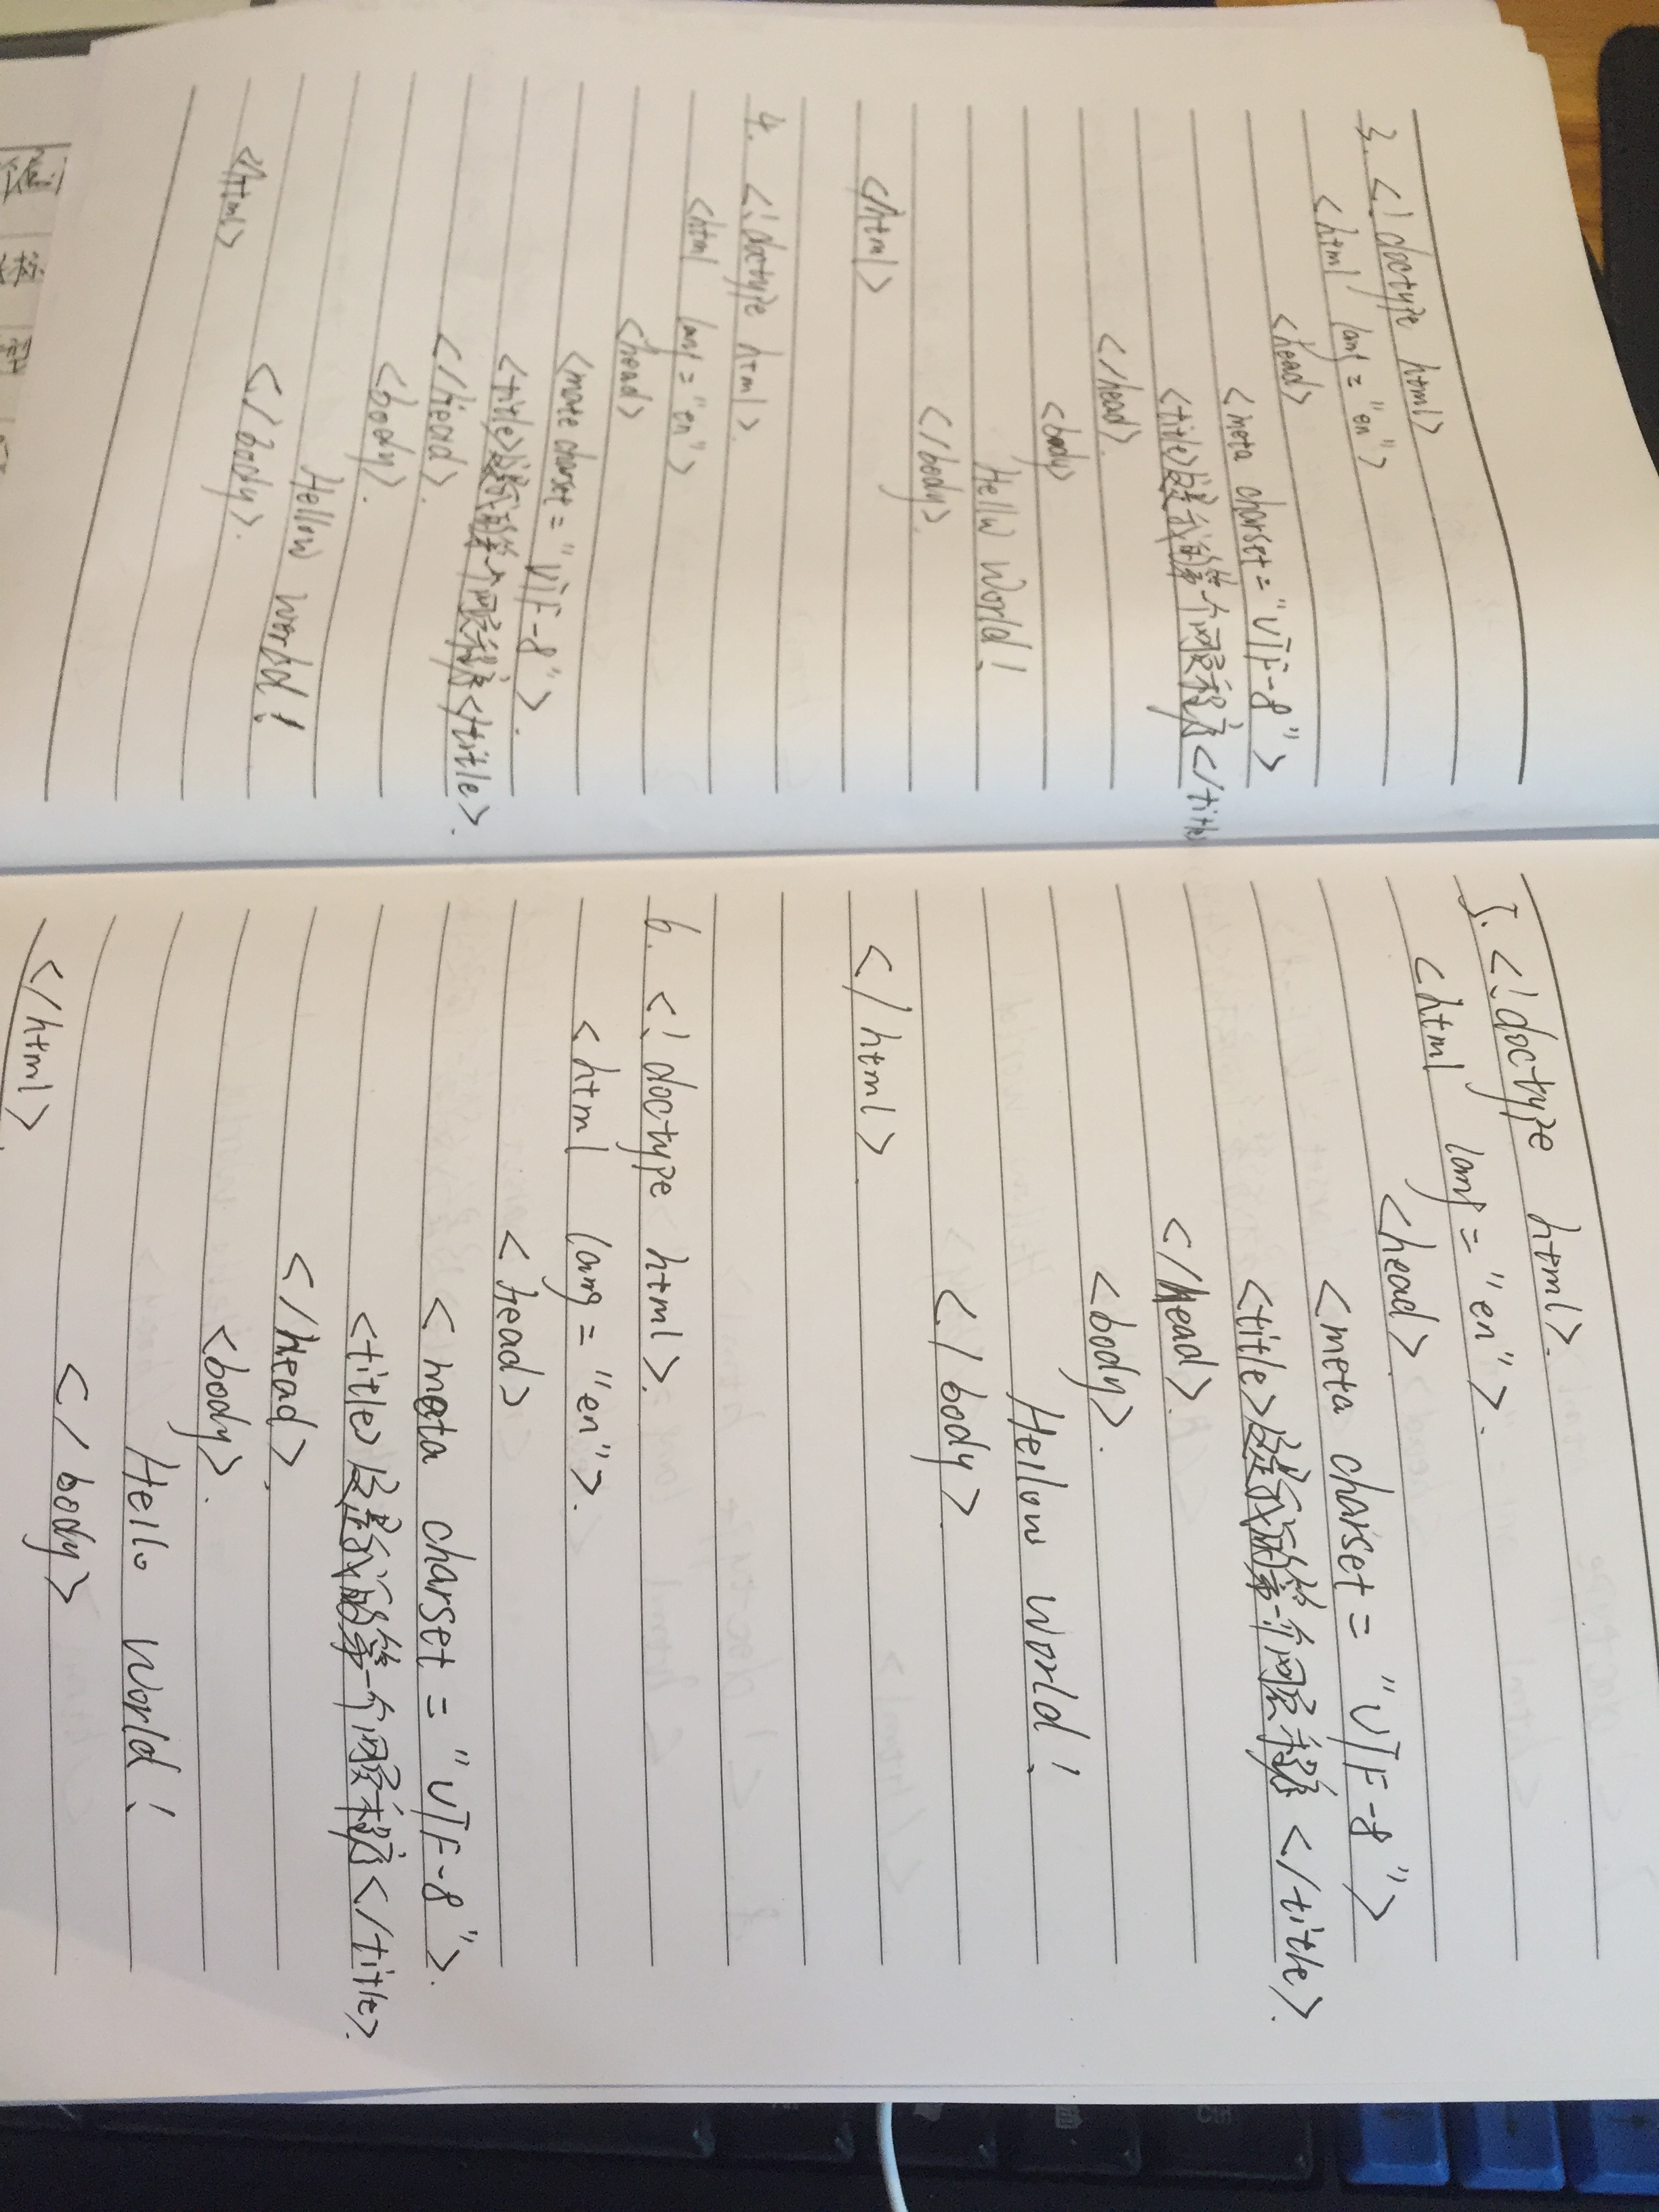 3. <!doctype html>
<html lang="en">
<head>
<meta charset="UTF-8">
<title>这是我的第一个网页程序</title
</head>.
<body>
Hellw World!
</body>.
</html>
4. <!doctype html>.
<html lang="en">
<head>
<mate charset="UTF-8">.
<title>这是我的第一个网页程序</title>.
</head>.
<body>.
Hellow world!
</body>.
</html>
5. <!doctype html>.
<html lang="en">.
<head>
<meta charset="UTF-8">
<title>这是我的第一个网页程序</title>.
</head>.
<body>.
Hellow world!
</body>
</html>
6. <!doctype html>.
<html lang="en">.
<head>
<meta charset="UTF-8">.
<title>这是我的第一个网页程序</title>.
</head>.
<body>.
Hello World!
</body>
</html>.